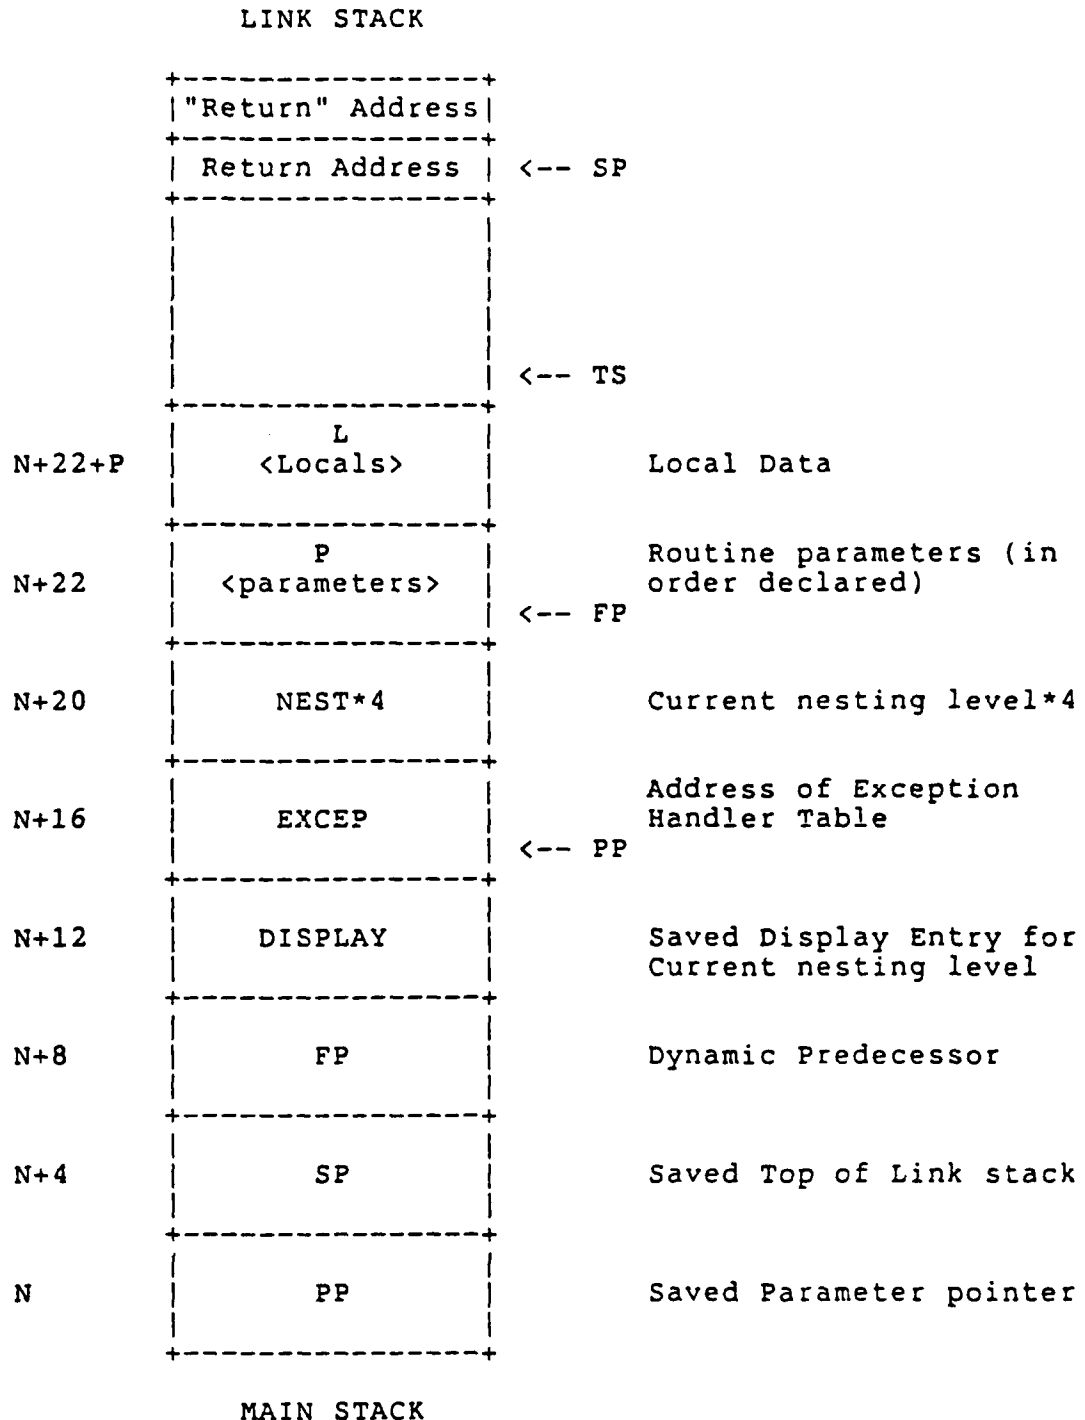 LINK STACK
"Return" Address
Return Address <-- SP
<-- TS
L
N+22+P <Locals> Local Data
P Routine parameters (in
N+22 <parameters> order declared)
<-- FP
N+20 NEST*4 Current nesting level*4
Address of Exception
N+16 EXCEP Handler Table
<-- PP
N+12 DISPLAY Saved Display Entry for
Current nesting level
N+8 FP Dynamic Predecessor
N+4 SP Saved Top of Link stack
N PP Saved Parameter pointer
MAIN STACK